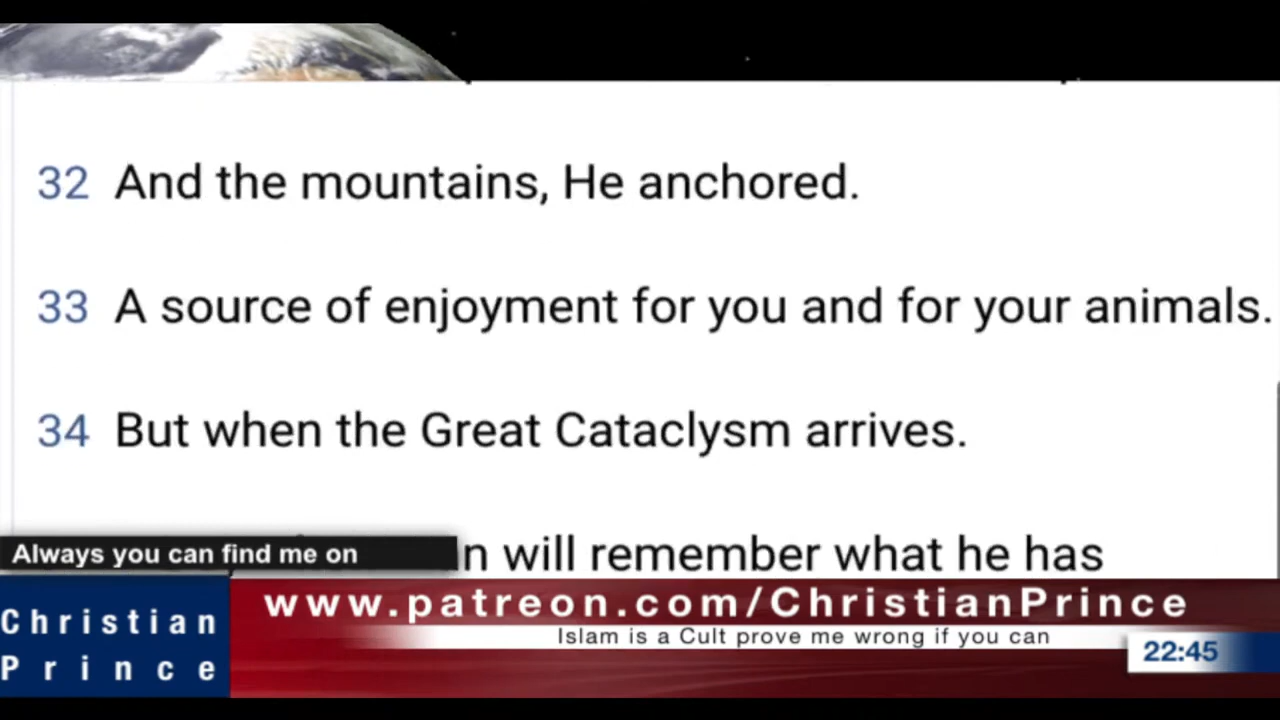 32 And the mountains, He anchored.
33 A source of enjoyment for you and for your animals.
34 But when the Great Cataclysm arrives.
will remember what he has
Always you can find me on
www.patreon.com/ChristianPrince
Islam is a Cult prove me wrong if you can
Christian
Prince
22:45